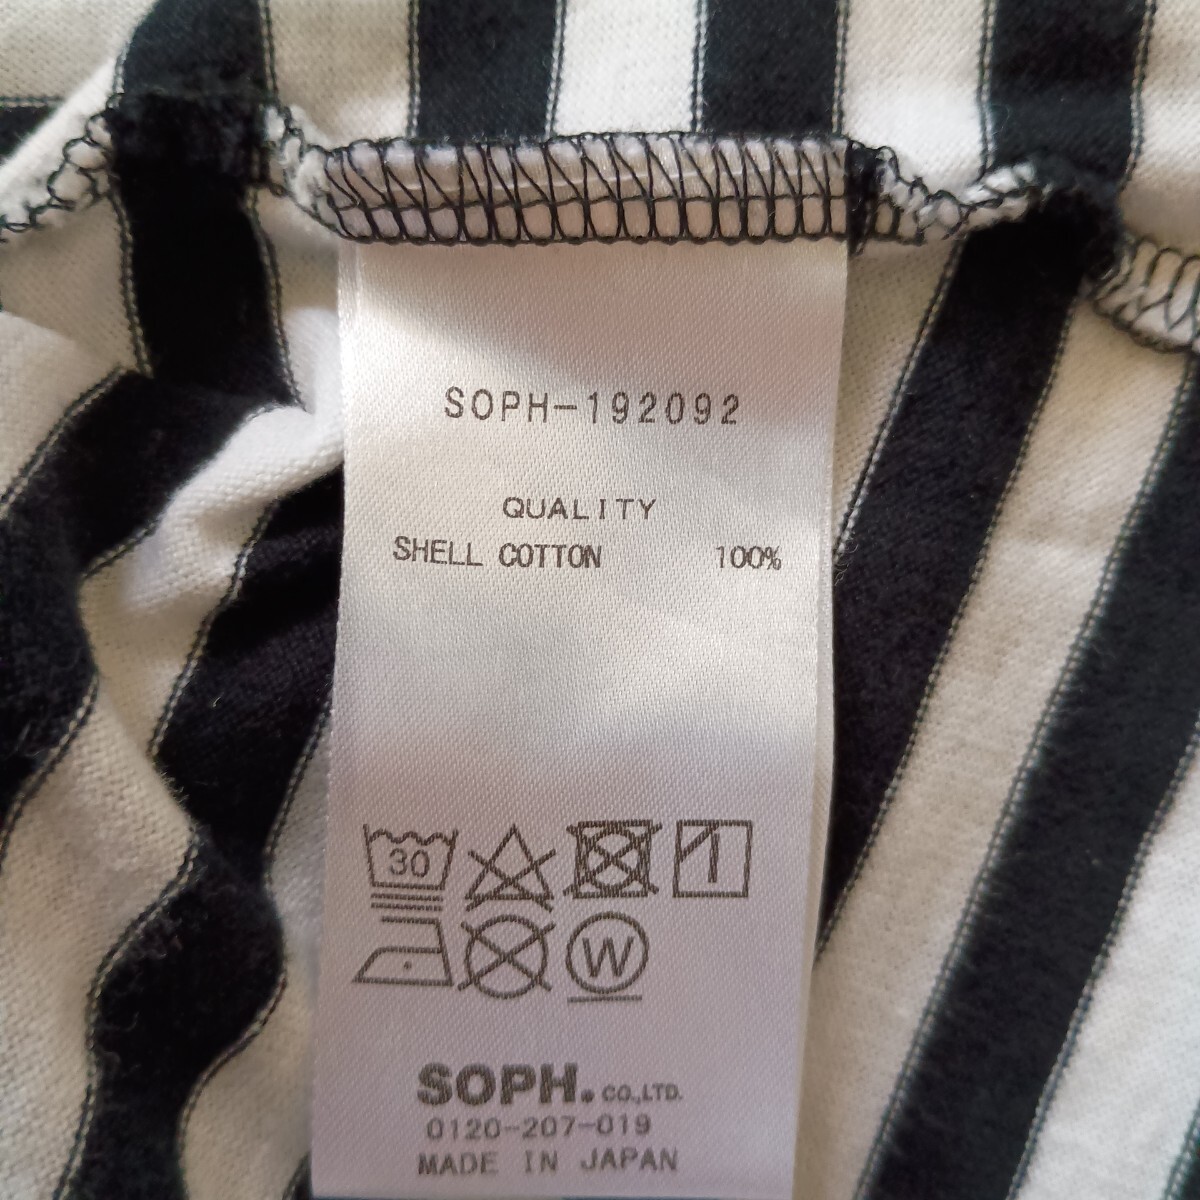 SOPH-192092
QUALITY
SHELL COTTON 100%
30
W
SOPH. CO.,LTD.
0120-207-019
MADE IN JAPAN